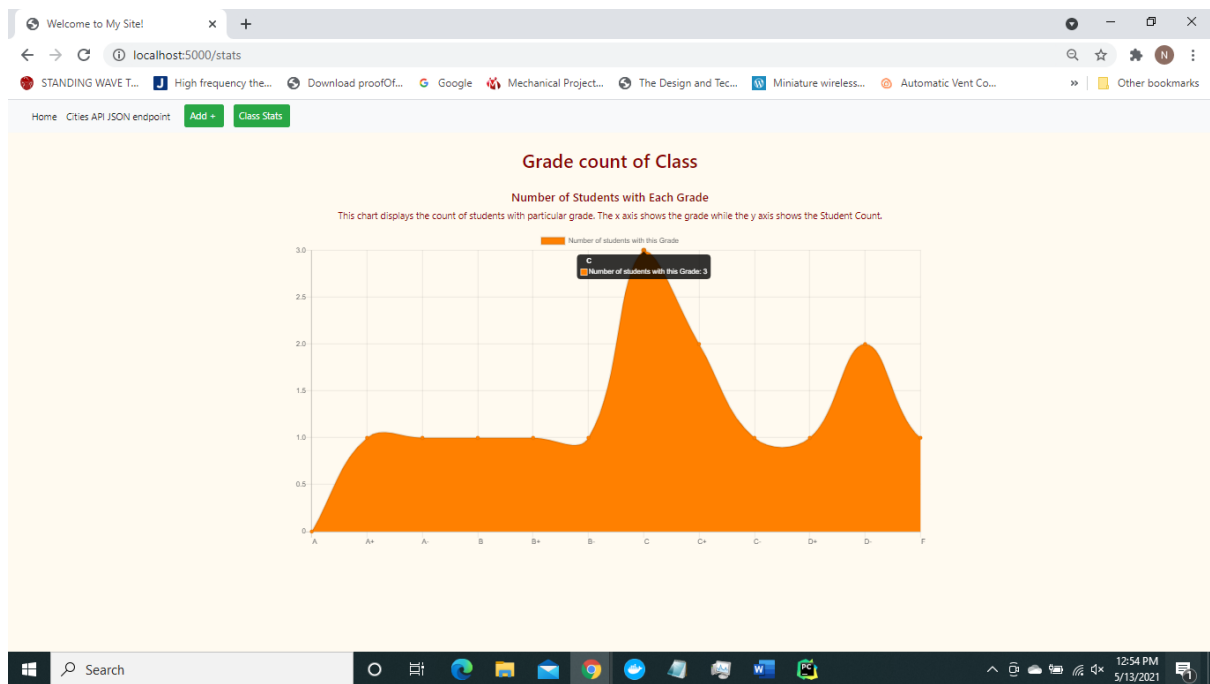 Welcome to My Site!
localhost:5000/stats
N
STANDING WAVE T... High frequency the... Download proofOf... Google Mechanical Project... The Design and Tec... Miniature wireless... Automatic Vent Co... » Other bookmarks
Home Cities API JSON endpoint Add + Class Stats
Grade count of Class
Number of Students with Each Grade
This chart displays the count of students with particular grade. The x axis shows the grade while the y axis shows the Student Count.
Number of students with this Grade
3.0
C
Number of students with this Grade: 3
2.5
2.0
1.5
1.0
0.5
0
A A+ A- B B+ B- C C+ C- D+ D- F
Search
12:54 PM
5/13/2021